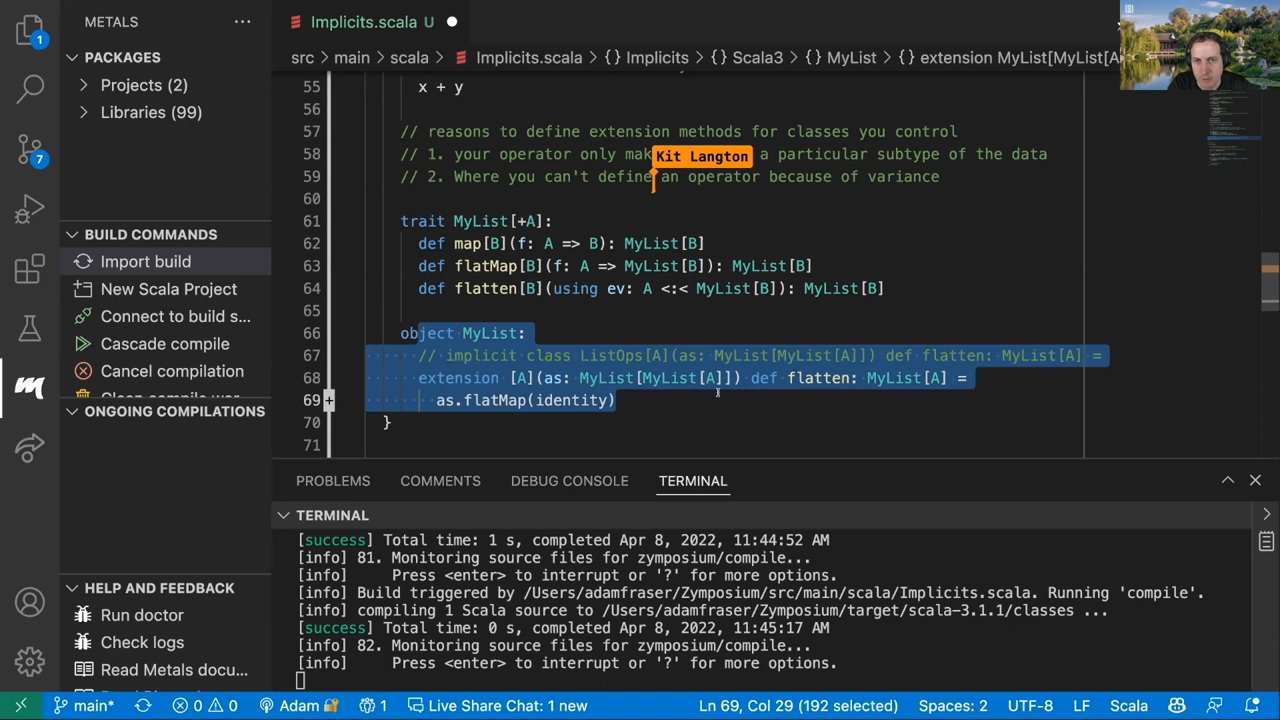 METALS
Implicits.scala U
1
src > main > scala > Implicits.scala > {} Implicits > {} Scala3 > {} MyList > extension MyList[MyList[A
PACKAGES
Projects (2)
Libraries (99)
7
BUILD COMMANDS
Import build
New Scala Project
Connect to build s...
Cascade compile
Cancel compilation
ONGOING COMPILATIONS
HELP AND FEEDBACK
Run doctor
Check logs
Read Metals docu...
55 x + y
56
57 // reasons to define extension methods for classes you control
58 // 1. your operator only mak Kit Langton a particular subtype of the data
59 // 2. Where you can't define an operator because of variance
60
61 trait MyList[+A]:
62 def map[B](f: A => B): MyList[B]
63 def flatMap[B](f: A => MyList[B]): MyList[B]
64 def flatten[B](using ev: A <:< MyList[B]): MyList[B]
65
66 object MyList:
67 // implicit class ListOps[A](as: MyList[MyList[A]]) def flatten: MyList[A] =
68 extension [A](as: MyList[MyList[A]]) def flatten: MyList[A] =
69 as.flatMap(identity)
70 }
71
PROBLEMS COMMENTS DEBUG CONSOLE TERMINAL
TERMINAL
[success] Total time: 1 s, completed Apr 8, 2022, 11:44:52 AM
[info] 81. Monitoring source files for zymposium/compile...
[info] Press <enter> to interrupt or '?' for more options.
[info] Build triggered by /Users/adamfraser/Zymposium/src/main/scala/Implicits.scala. Running 'compile'.
[info] compiling 1 Scala source to /Users/adamfraser/Zymposium/target/scala-3.1.1/classes ...
[success] Total time: 0 s, completed Apr 8, 2022, 11:45:17 AM
[info] 82. Monitoring source files for zymposium/compile...
[info] Press <enter> to interrupt or '?' for more options.
main* 0 0 Adam 1 Live Share Chat: 1 new Ln 69, Col 29 (192 selected) Spaces: 2 UTF-8 LF Scala